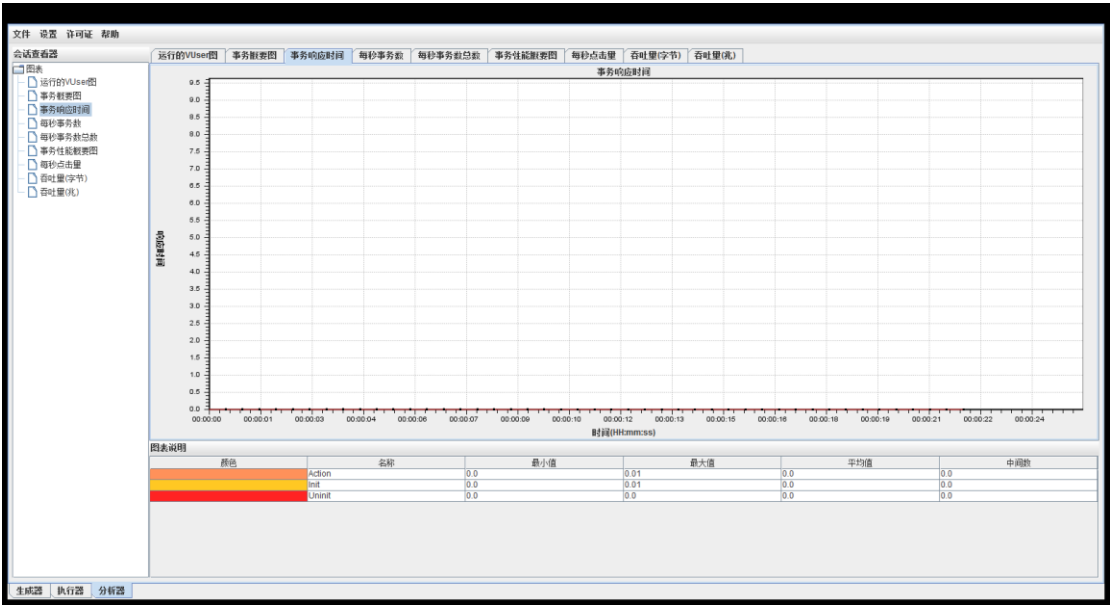 文件 设置 许可证 帮助
会话查看器
图表
运行的VUser图
事务概要图
事务响应时间
每秒事务数
每秒事务数总数
事务性能概要图
每秒点击量
吞吐量(字节)
吞吐量(兆)
运行的VUser图 事务概要图 事务响应时间 每秒事务数 每秒事务数总数 事务性能概要图 每秒点击量 吞吐量(字节) 吞吐量(兆)
事务响应时间
9.5
9.0
8.5
8.0
7.5
7.0
6.5
6.0
5.5
5.0
4.5
4.0
3.5
3.0
2.5
2.0
1.5
1.0
0.5
0.0
00:00:00 00:00:01 00:00:03 00:00:04 00:00:06 00:00:07 00:00:09 00:00:10 00:00:12 00:00:13 00:00:15 00:00:16 00:00:18 00:00:19 00:00:21 00:00:22 00:00:24
时间(HH:mm:ss)
图表说明
颜色 名称 最小值 最大值 平均值 中间数
Action 0.0 0.01 0.0 0.0
Init 0.0 0.01 0.0 0.0
Uninit 0.0 0.0 0.0 0.0
生成器 执行器 分析器